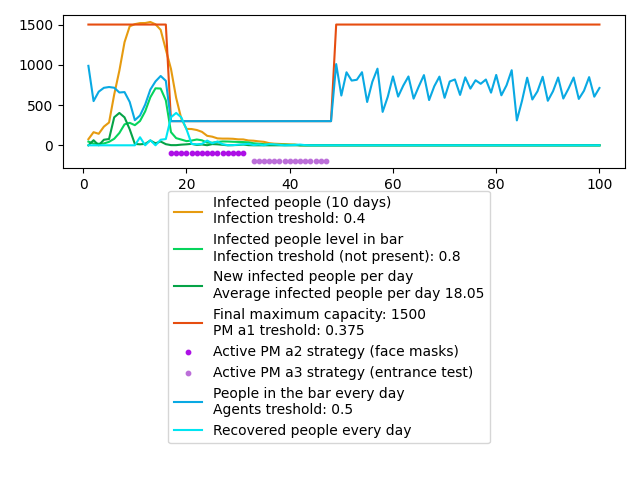 1500
1000
500
0
0
20
40
60
80
100
Infected people (10 days)
Infection treshold: 0.4
Infected people level in bar
Infection treshold (not present): 0.8
New infected people per day
Average infected people per day 18.05
Final maximum capacity: 1500
PM a1 treshold: 0.375
Active PM a2 strategy (face masks)
Active PM a3 strategy (entrance test)
People in the bar every day
Agents treshold: 0.5
Recovered people every day